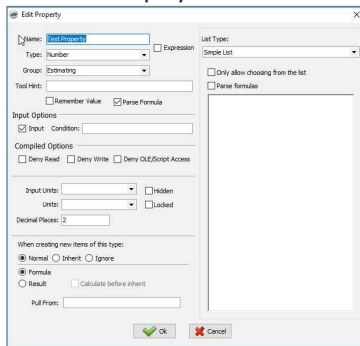 Edit Property
Name: Test Property
Expression
Type: Number
Group: Estimating
Tool Hint:
Remember Value Parse Formula
Input Options
Input Condition:
Compiled Options
Deny Read Deny Write Deny OLE/Script Access
Input Units: Hidden
Units: Locked
Decimal Places: 2
When creating new items of this type:
Normal Inherit Ignore
Formula
Result Calculate before inherit
Pull From:
List Type:
Simple List
Only allow choosing from the list
Parse formulas
Ok Cancel